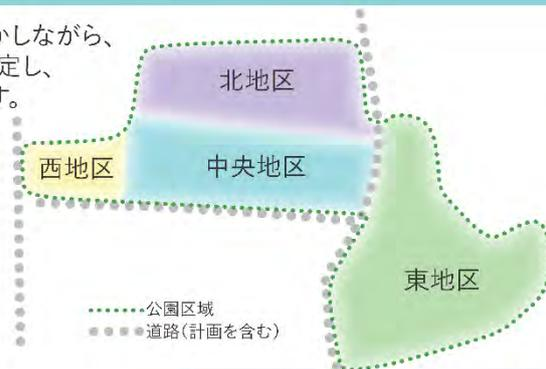 かしながら、
定し、
す。
北地区
西地区
中央地区
東地区
公園区域
道路(計画を含む)